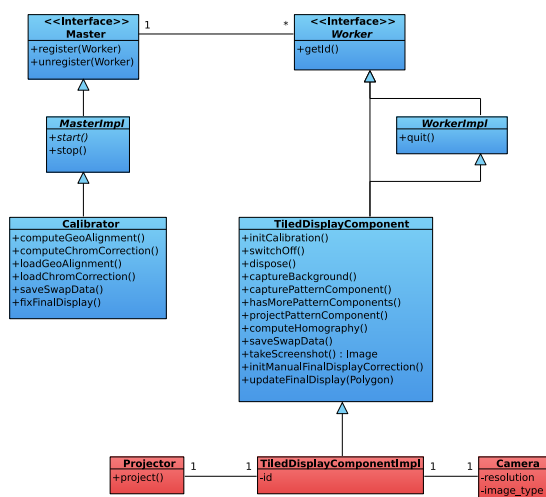 <<Interface>>
Master
+register(Worker)
+unregister(Worker)
1
*
<<Interface>>
Worker
+getId()
MasterImpl
+start()
+stop()
WorkerImpl
+quit()
Calibrator
+computeGeoAlignment()
+computeChromCorrection()
+loadGeoAlignment()
+loadChromCorrection()
+saveSwapData()
+fixFinalDisplay()
TiledDisplayComponent
+initCalibration()
+switchOff()
+dispose()
+captureBackground()
+capturePatternComponent()
+hasMorePatternComponents()
+projectPatternComponent()
+computeHomography()
+saveSwapData()
+takeScreenshot() : Image
+initManualFinalDisplayCorrection()
+updateFinalDisplay(Polygon)
Projector
+project()
1
1
TiledDisplayComponentImpl
-id
1
1
Camera
-resolution
-image_type